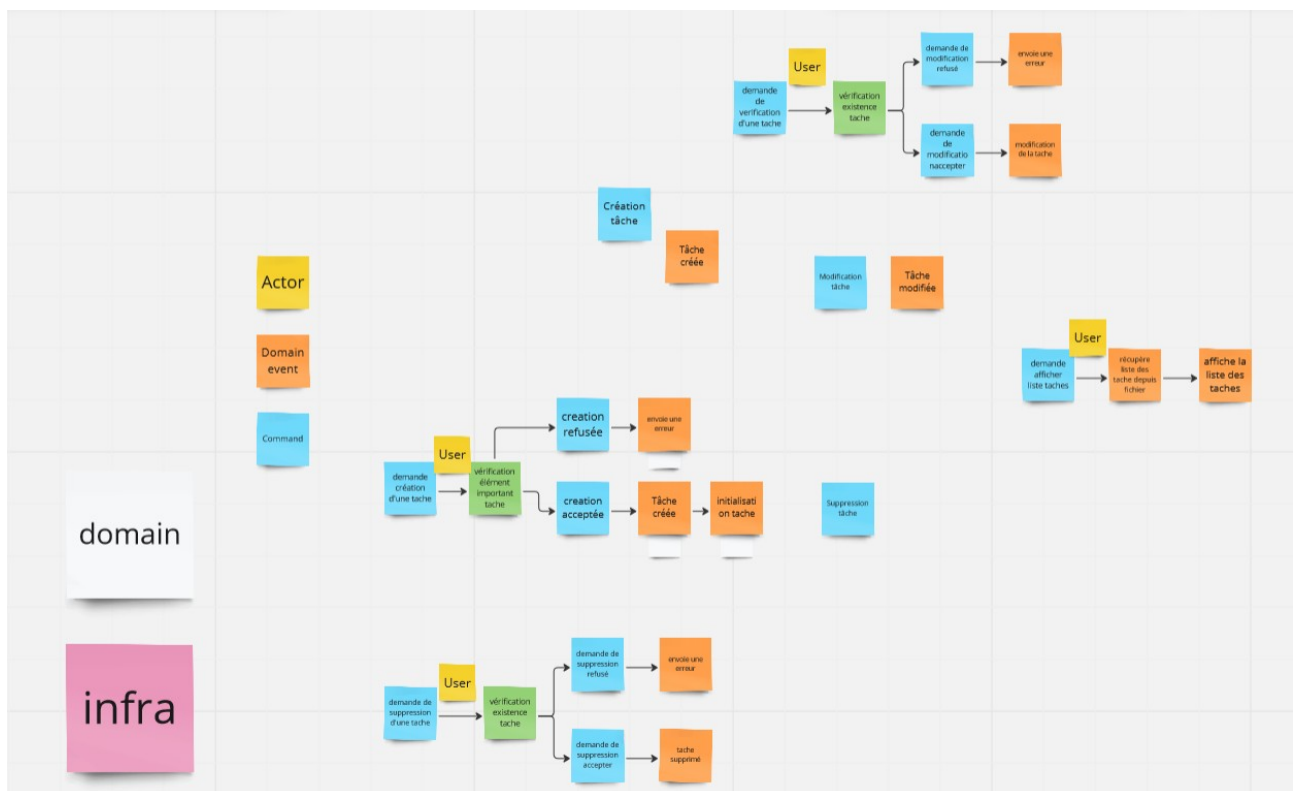 demande de
modification
refusé
envoie une
erreur
User
demande
de
verification
d'une tache
vérification
existence
tache
demande
de
modificatio
naccepter
modification
de la tache
Création
tâche
Tâche
créée
Actor
Modification
tâche
Tâche
modifiée
Domain
event
User
demande
afficher
liste taches
récupère
liste des
tache depuis
fichier
affiche la
liste des
taches
Command
creation
refusée
envoie une
erreur
User
demande
création
d'une tache
vérification
élément
important
tache
creation
acceptée
Tâche
créée
initialisati
on tache
Suppression
tâche
domain
infra
demande de
suppression
refusé
envoie une
erreur
User
demande de
suppression
d'une tache
vérification
existence
tache
demande de
suppression
accepter
tache
supprimé